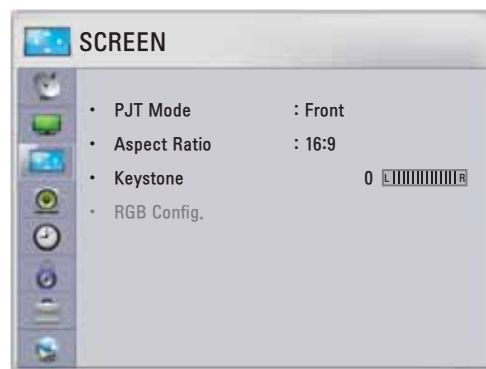 SCREEN
• PJT Mode : Front
• Aspect Ratio : 16:9
• Keystone 0 L R
• RGB Config.